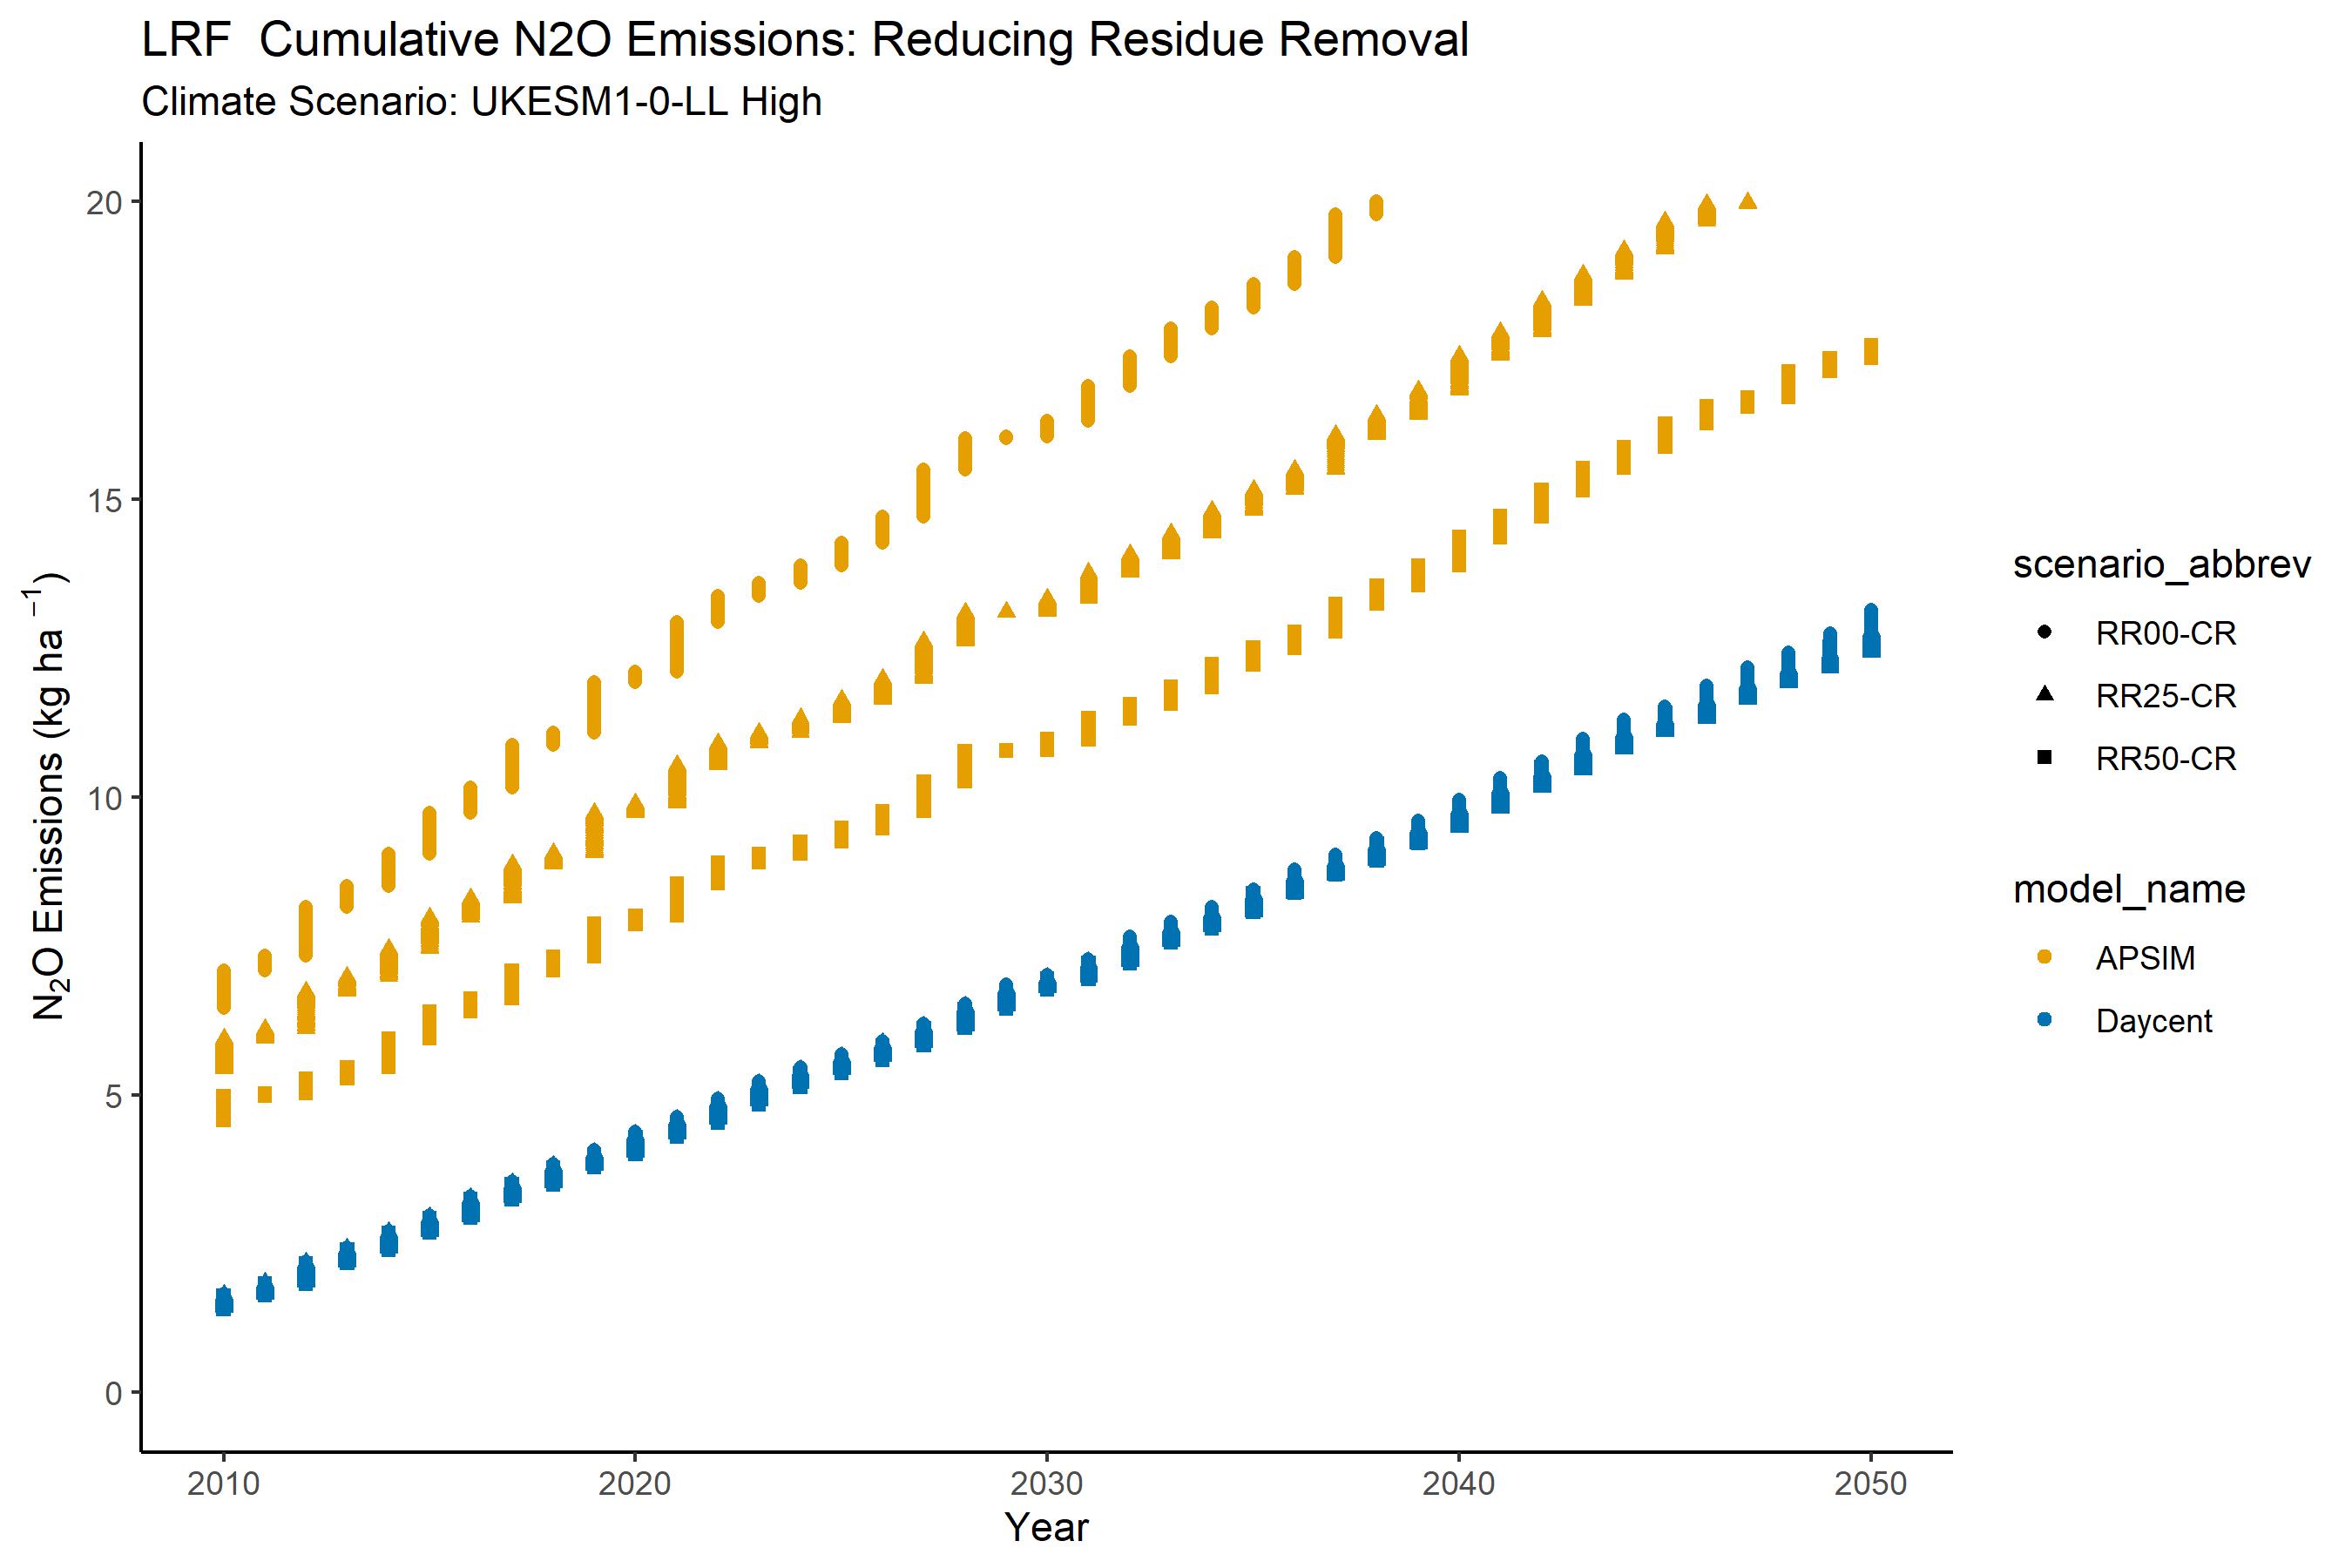 LRF  Cumulative N2O Emissions: Reducing Residue Removal
Climate Scenario: UKESM1-0-LL High
N₂O Emissions (kg ha ⁻¹)
20
15
10
5
0
2010
2020
2030
2040
2050
Year
scenario_abbrev
RR00-CR
RR25-CR
RR50-CR
model_name
APSIM
Daycent